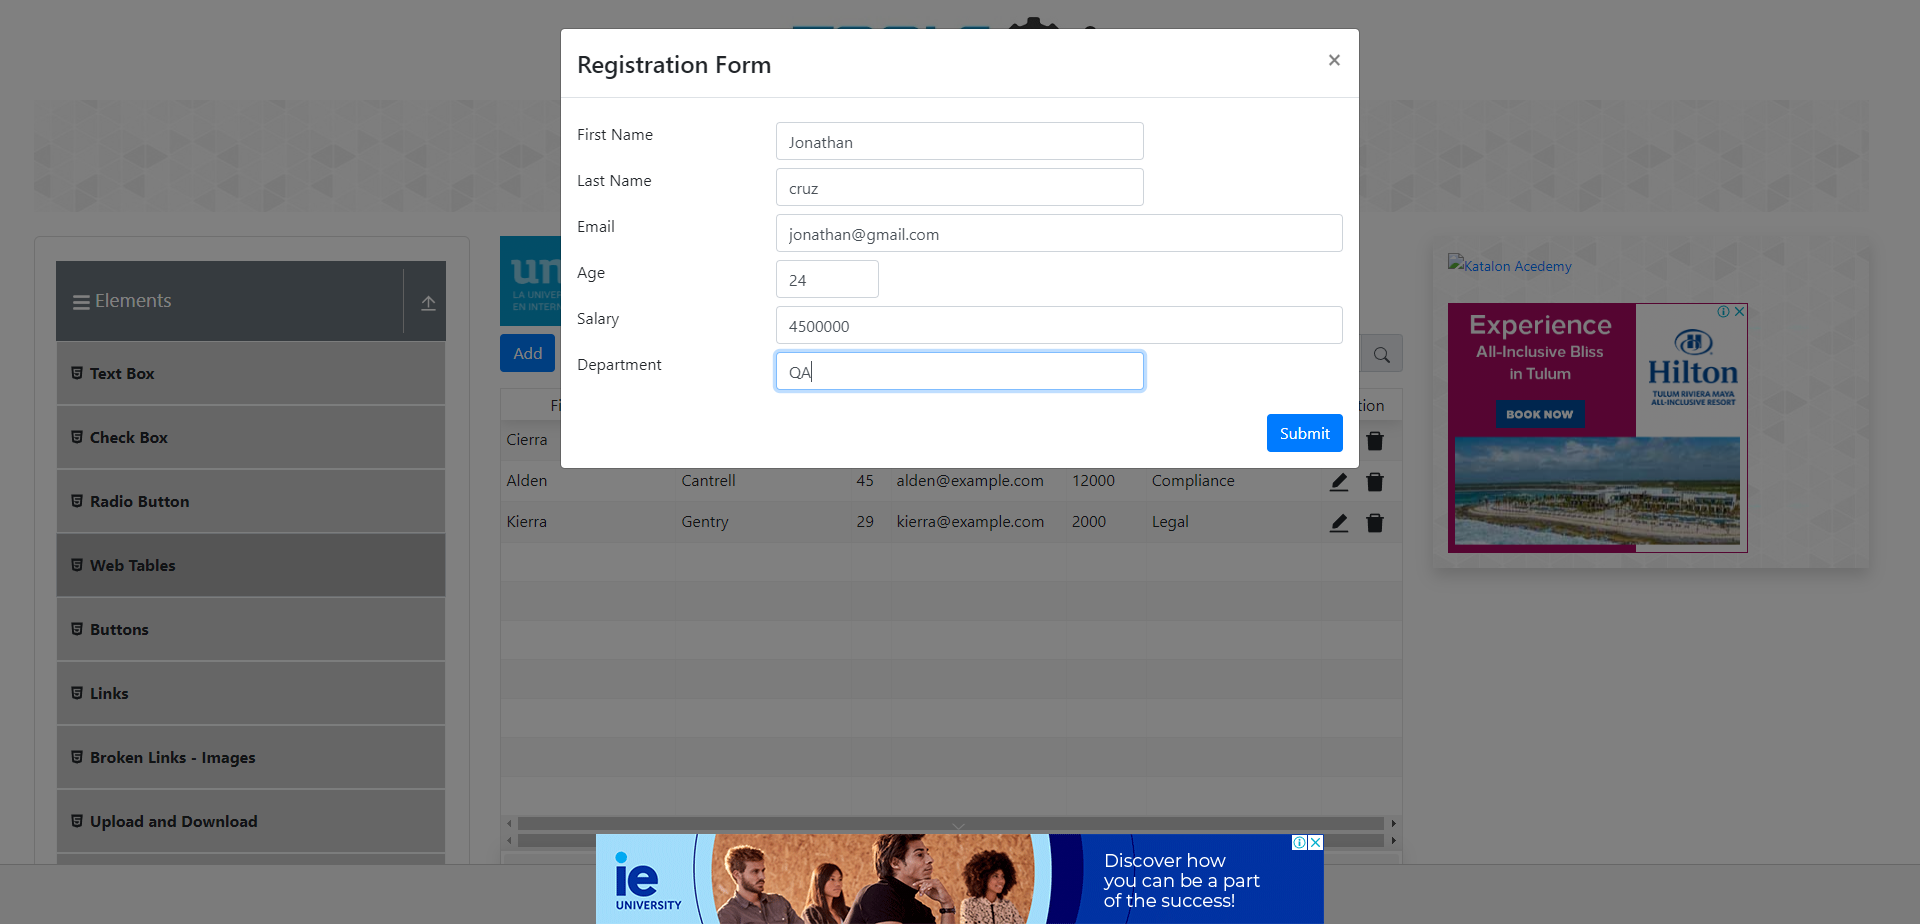 Registration Form
×
First Name
Jonathan
Last Name
cruz
Email
jonathan@gmail.com
Age
24
Salary
4500000
Department
QA
Submit
Elements
Text Box
Check Box
Radio Button
Web Tables
Buttons
Links
Broken Links - Images
Upload and Download
LA UNIVER
EN INTERN
Add
Fi
tion
Cierra
Alden Cantrell 45 alden@example.com 12000 Compliance
Kierra Gentry 29 kierra@example.com 2000 Legal
Katalon Acedemy
Experience
All-Inclusive Bliss
in Tulum
BOOK NOW
Hilton
TULUM RIVIERA MAYA
ALL-INCLUSIVE RESORT
ie
UNIVERSITY
Discover how
you can be a part
of the success!